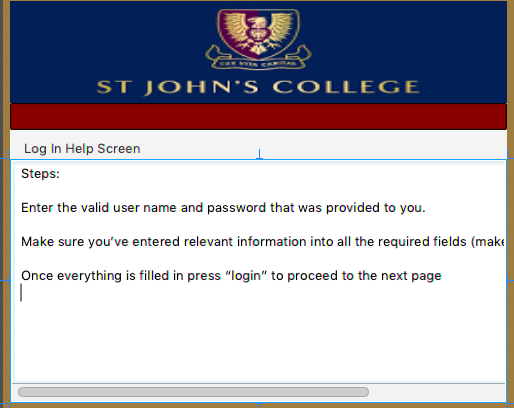 ST JOHN'S COLLEGE
Log In Help Screen
Steps:
Enter the valid user name and password that was provided to you.
Make sure you’ve entered relevant information into all the required fields (make
Once everything is filled in press “login” to proceed to the next page